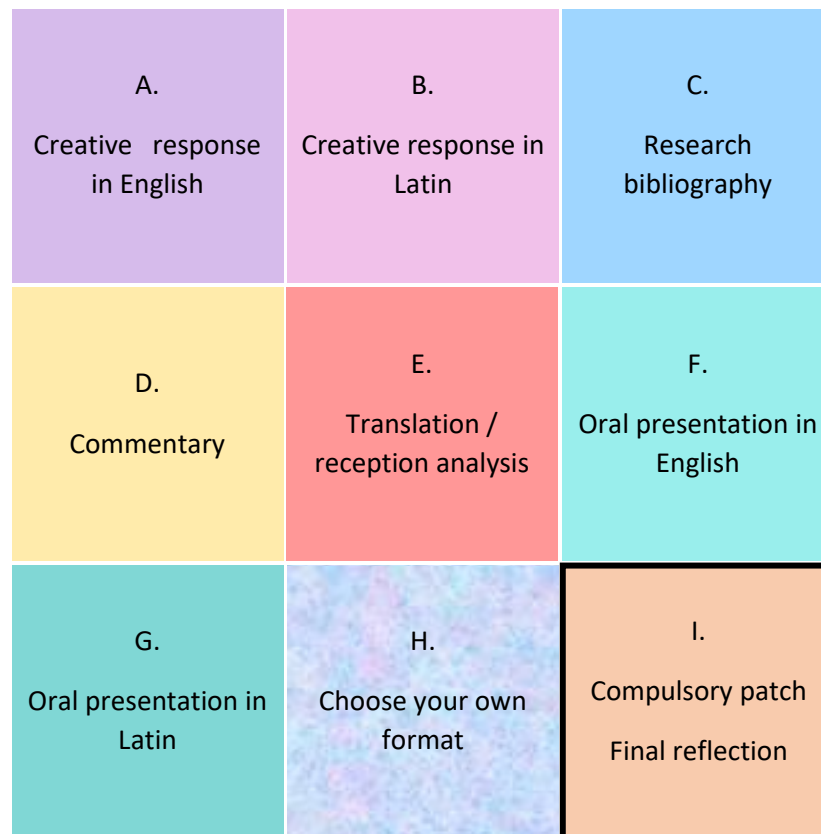 A.
Creative response
in English
B.
Creative response in
Latin
C.
Research
bibliography
D.
Commentary
E.
Translation /
reception analysis
F.
Oral presentation in
English
G.
Oral presentation in
Latin
H.
Choose your own
format
I.
Compulsory patch
Final reflection